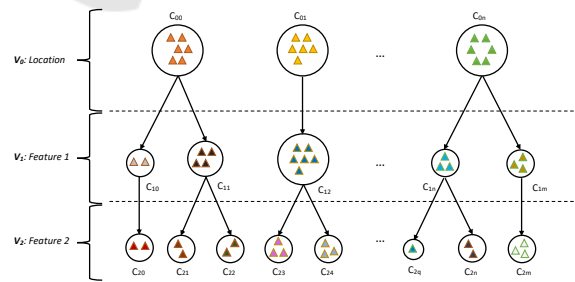 C00 C01 C0n
V0: Location ...
V1: Feature 1 ...
C10 C11 C12 C1n C1m
V2: Feature 2 ...
C20 C21 C22 C23 C24 C2q C2n C2m